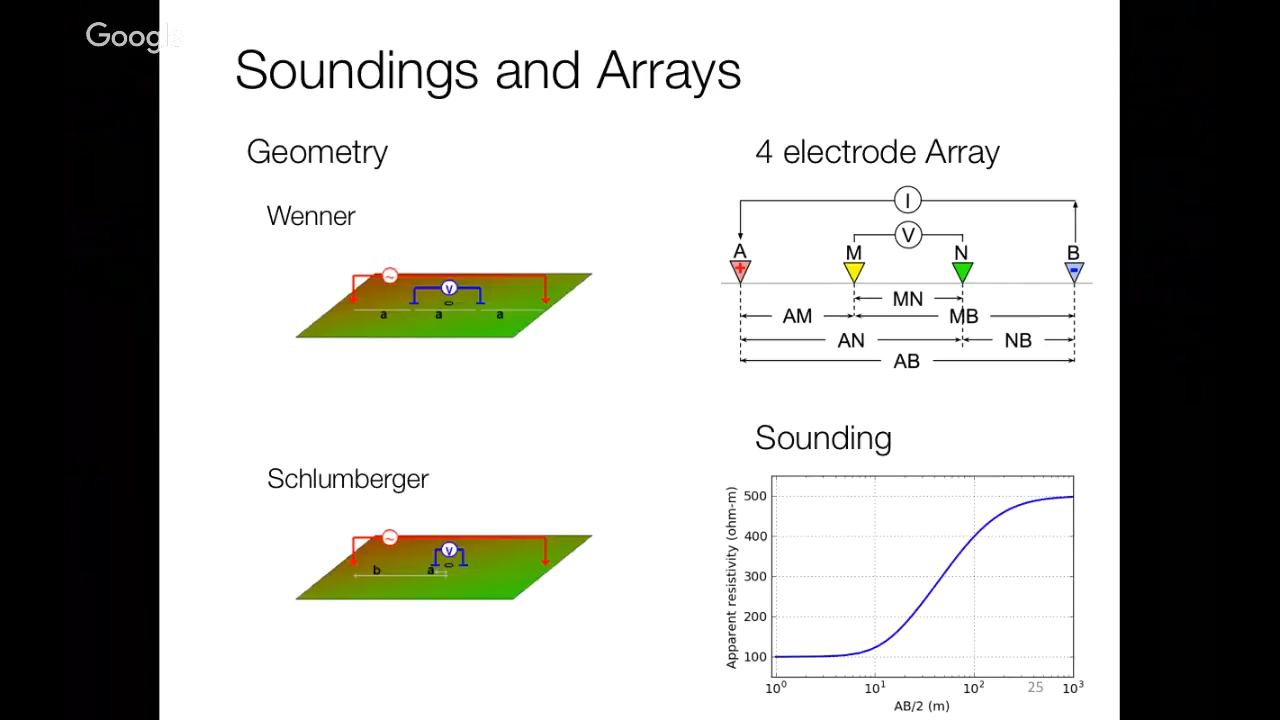 Google
Soundings and Arrays
Geometry
4 electrode Array
Wenner
~
V
a a a
I
V
A M N B
+ -
MN
AM MB
AN NB
AB
Schlumberger
~
V
b a
Sounding
Apparent resistivity (ohm-m)
500
400
300
200
100
10⁰ 10¹ 10² 25 10³
AB/2 (m)